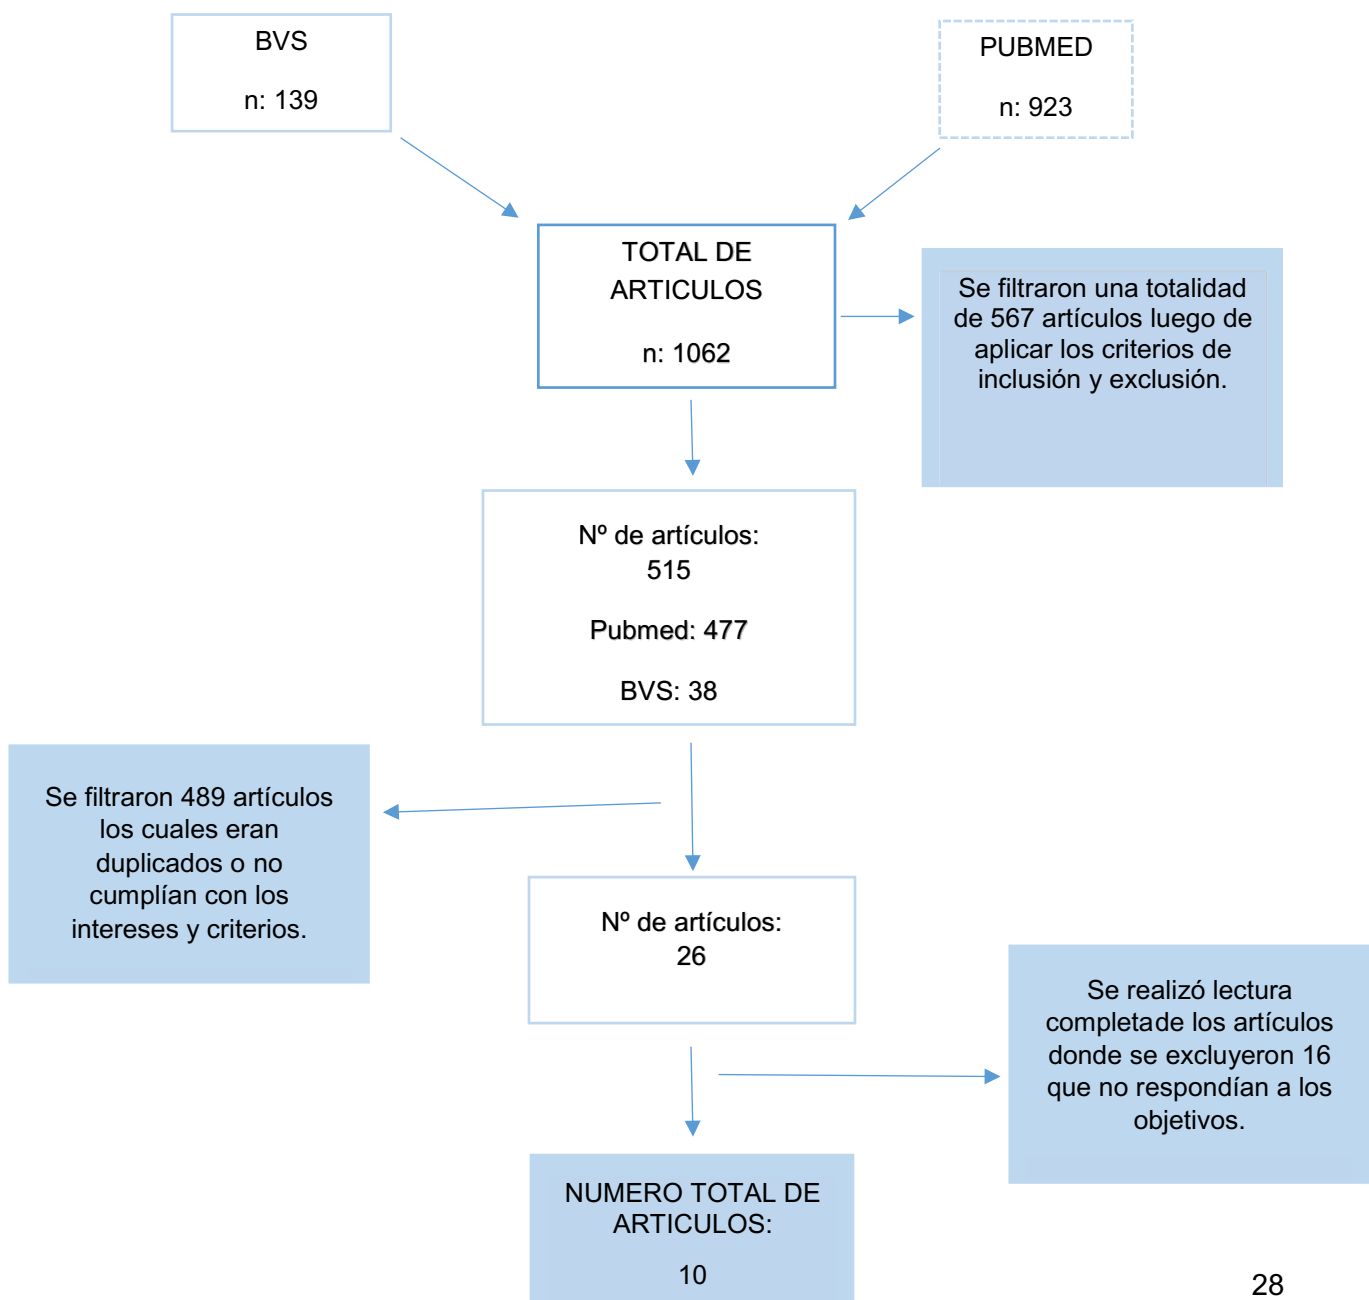 BVS
n: 139
PUBMED
n: 923
TOTAL DE
ARTICULOS
n: 1062
Se filtraron una totalidad
de 567 artículos luego de
aplicar los criterios de
inclusión y exclusión.
Nº de artículos:
515
Pubmed: 477
BVS: 38
Se filtraron 489 artículos
los cuales eran
duplicados o no
cumplían con los
intereses y criterios.
Nº de artículos:
26
Se realizó lectura
completade los artículos
donde se excluyeron 16
que no respondían a los
objetivos.
NUMERO TOTAL DE
ARTICULOS:
10
28